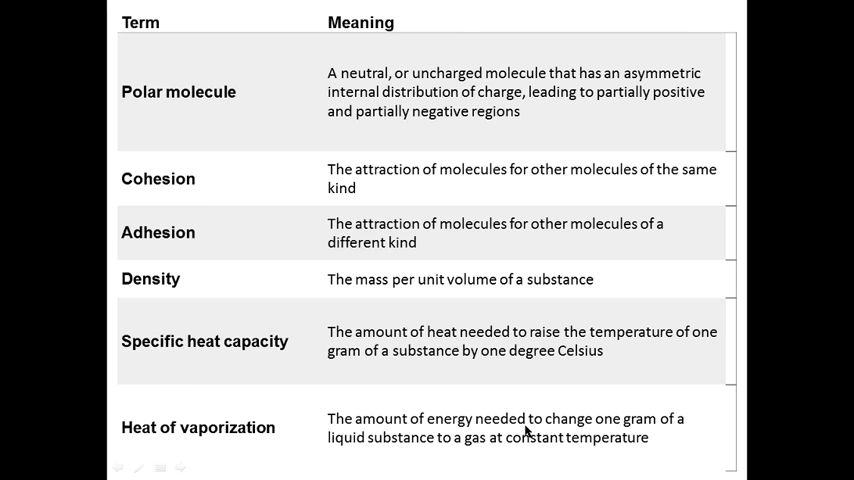 Term Meaning
Polar molecule
A neutral, or uncharged molecule that has an asymmetric
internal distribution of charge, leading to partially positive
and partially negative regions
Cohesion
The attraction of molecules for other molecules of the same
kind
Adhesion
The attraction of molecules for other molecules of a
different kind
Density
The mass per unit volume of a substance
Specific heat capacity
The amount of heat needed to raise the temperature of one
gram of a substance by one degree Celsius
Heat of vaporization
The amount of energy needed to change one gram of a
liquid substance to a gas at constant temperature